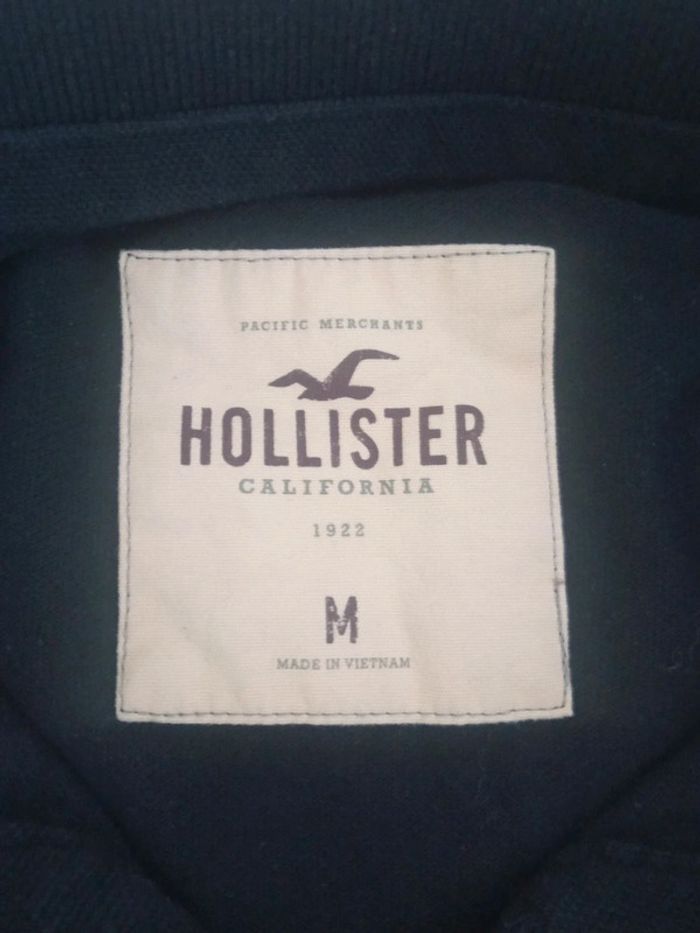 PACIFIC MERCHANTS
HOLLISTER
CALIFORNIA
1922
M
MADE IN VIETNAM